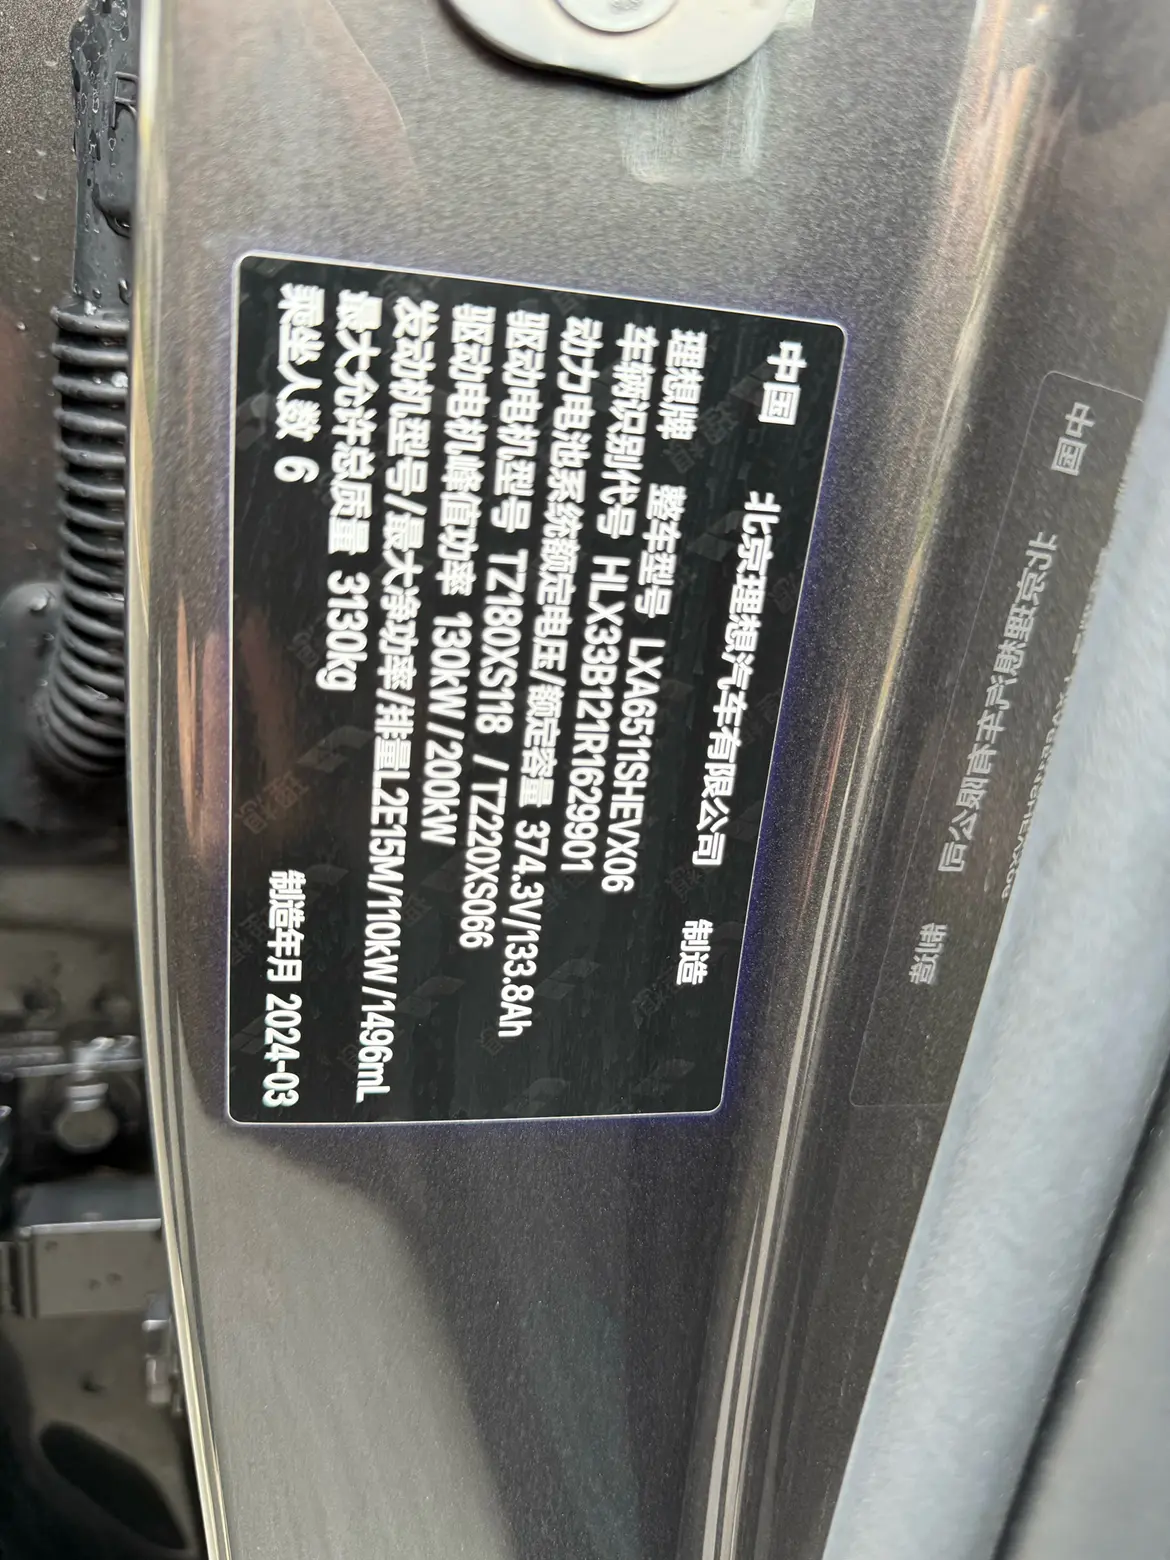 中国 北京理想汽车有限公司 制造
理想牌 整车型号 LXA6511SHEVX06
车辆识别代号 HLX33B121R1629901
动力电池系统额定电压/额定容量 374.3V/133.8Ah
驱动电机型号 TZ180XS118 / TZ220XS066
驱动电机峰值功率 130kW/200kW
发动机型号/最大净功率/排量L2E15M/110kW/1496mL
最大允许总质量 3130kg
乘坐人数 6 制造年月 2024-03